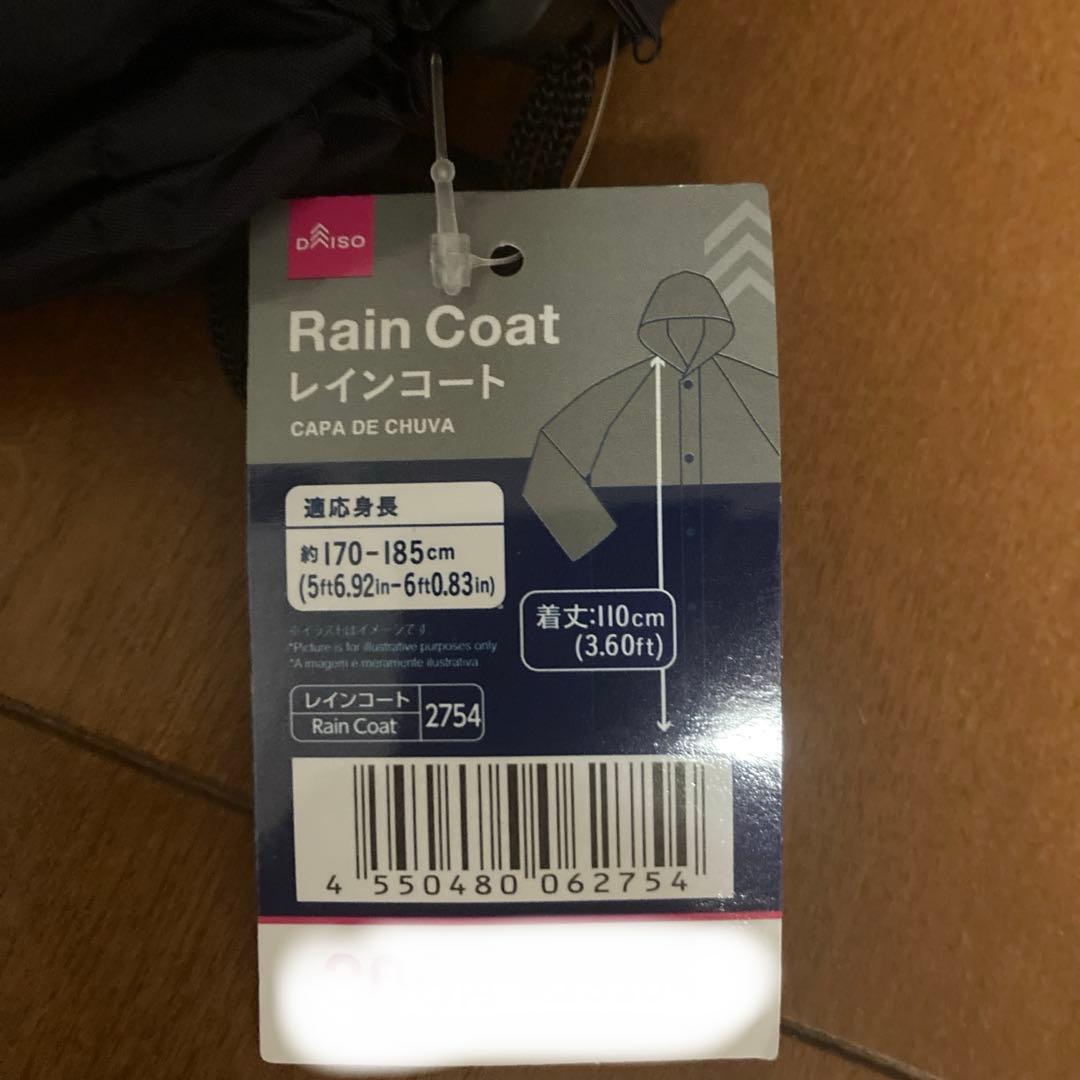 DAISO
Rain Coat
レインコート
CAPA DE CHUVA
適応身長
約170-185cm
(5ft6.92in-6ft0.83in)
着丈:110cm
(3.60ft)
※イラストはイメージです。
*Picture is for illustrative purposes only
*A imagem é meramente ilustrativa
レインコート
Rain Coat
2754
4 550480 062754